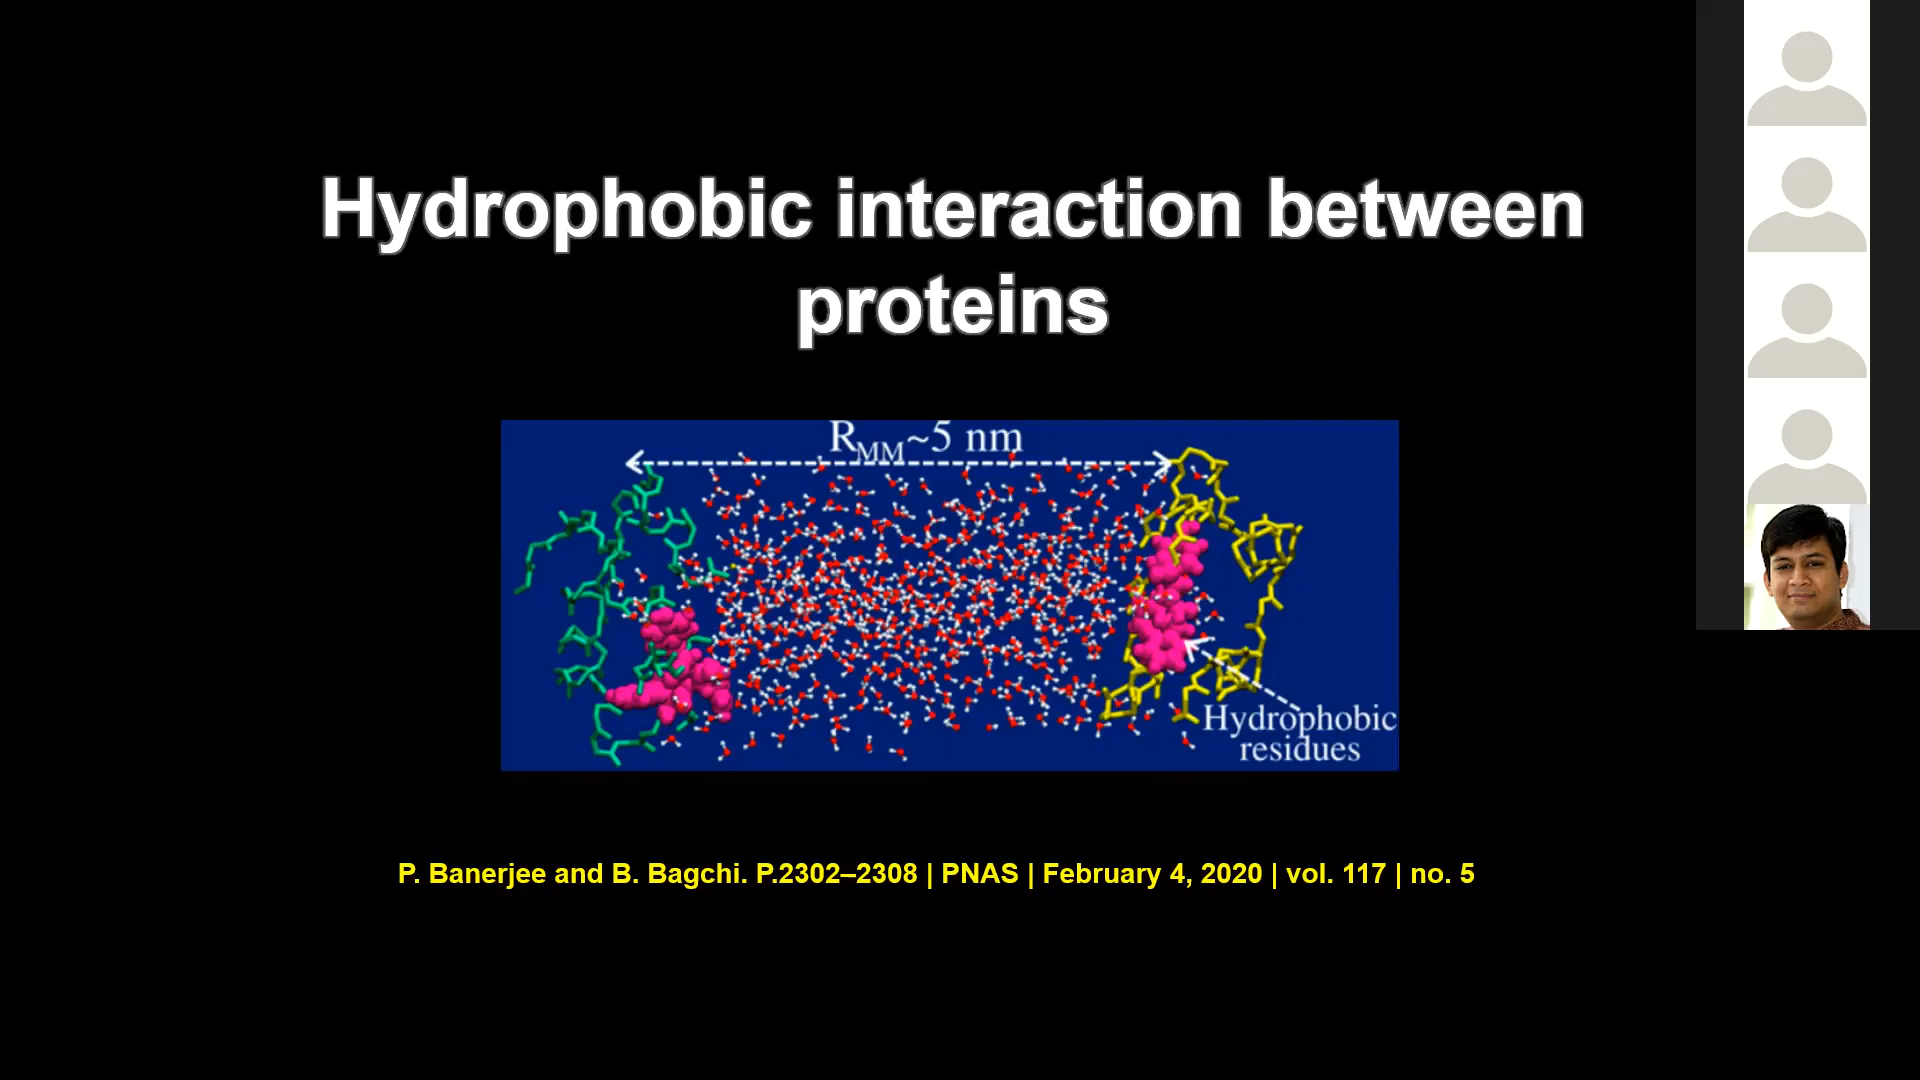 Hydrophobic interaction between
proteins
R_MM~5 nm
Hydrophobic
residues
P. Banerjee and B. Bagchi. P.2302–2308 | PNAS | February 4, 2020 | vol. 117 | no. 5